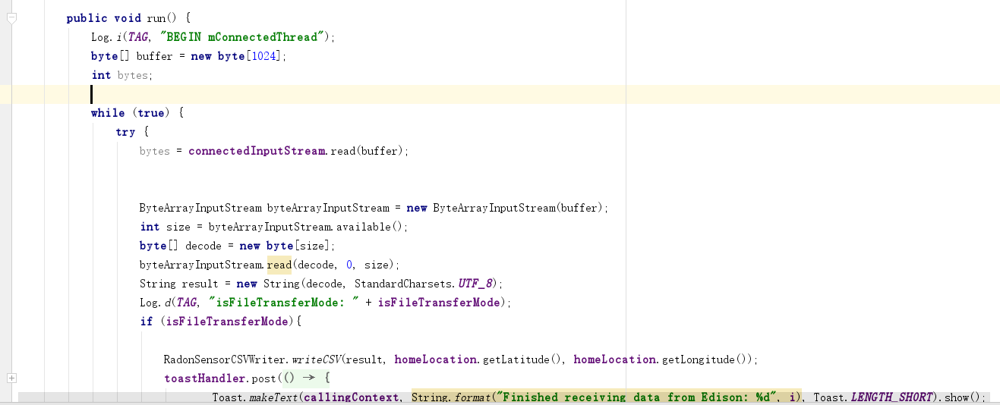 public void run() {
Log.i(TAG, "BEGIN mConnectedThread");
byte[] buffer = new byte[1024];
int bytes;
while (true) {
try {
bytes = connectedInputStream.read(buffer);
ByteArrayInputStream byteArrayInputStream = new ByteArrayInputStream(buffer);
int size = byteArrayInputStream.available();
byte[] decode = new byte[size];
byteArrayInputStream.read(decode, 0, size);
String result = new String(decode, StandardCharsets.UTF_8);
Log.d(TAG, "isFileTransferMode: " + isFileTransferMode);
if (isFileTransferMode){
RadonSensorCSVWriter.writeCSV(result, homeLocation.getLatitude(), homeLocation.getLongitude());
toastHandler.post(() → {
Toast.makeText(callingContext, String.format("Finished receiving data from Edison: %d", i), Toast.LENGTH_SHORT).show();